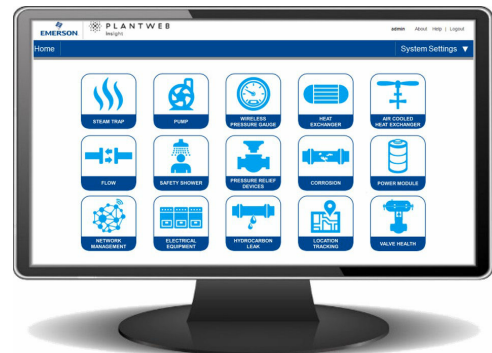 EMERSON
PLANTWEB
Insight
admin About Help | Logout
Home
System Settings ▼
STEAM TRAP
PUMP
WIRELESS
PRESSURE GAUGE
HEAT
EXCHANGER
AIR COOLED
HEAT EXCHANGER
FLOW
SAFETY SHOWER
PRESSURE RELIEF
DEVICES
CORROSION
POWER MODULE
NETWORK
MANAGEMENT
ELECTRICAL
EQUIPMENT
HYDROCARBON
LEAK
LOCATION
TRACKING
VALVE HEALTH